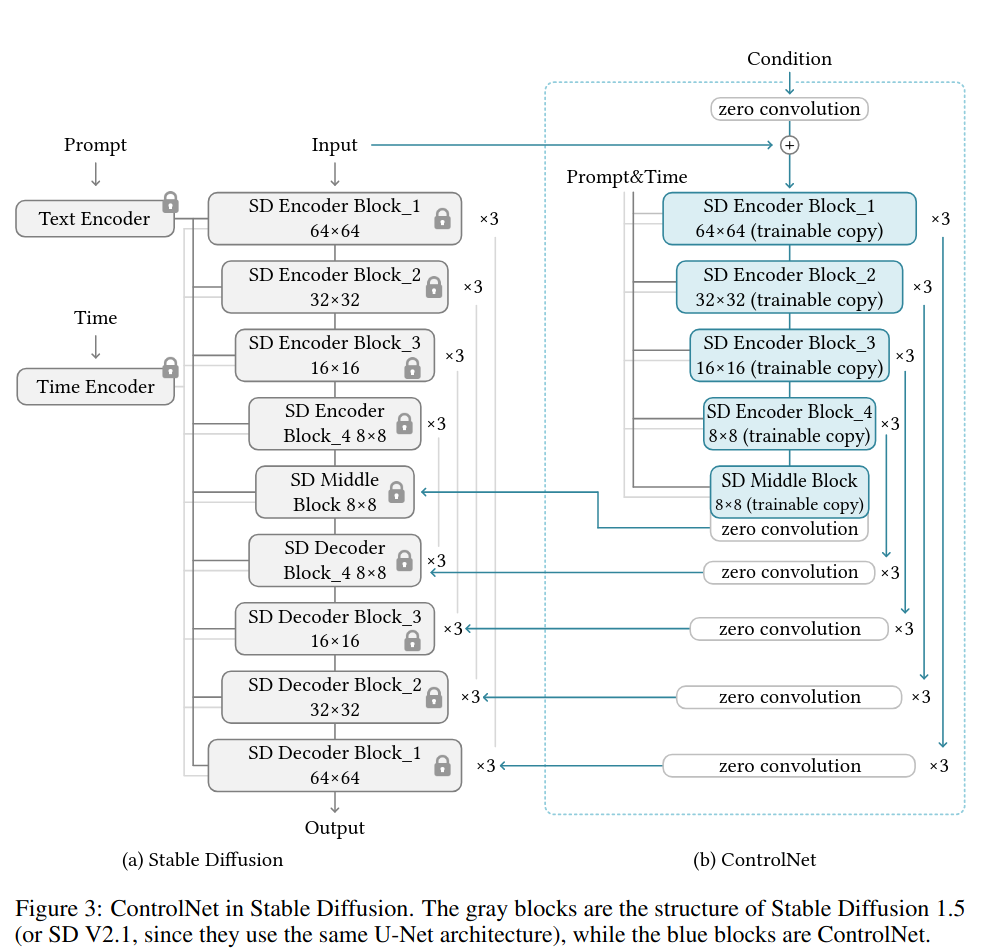 Condition
zero convolution
Prompt
Input
+
Prompt&Time
Text Encoder
SD Encoder Block_1
64×64
×3
SD Encoder Block_2
32×32
×3
Time
SD Encoder Block_3
16×16
×3
Time Encoder
SD Encoder
Block_4 8×8
×3
SD Middle
Block 8×8
SD Decoder
Block_4 8×8
×3
SD Decoder Block_3
16×16
×3
SD Decoder Block_2
32×32
×3
SD Decoder Block_1
64×64
×3
Output
SD Encoder Block_1
64×64 (trainable copy)
×3
SD Encoder Block_2
32×32 (trainable copy)
×3
SD Encoder Block_3
16×16 (trainable copy)
×3
SD Encoder Block_4
8×8 (trainable copy)
×3
SD Middle Block
8×8 (trainable copy)
zero convolution
zero convolution
×3
zero convolution
×3
zero convolution
×3
zero convolution
×3
(a) Stable Diffusion
(b) ControlNet
Figure 3: ControlNet in Stable Diffusion. The gray blocks are the structure of Stable Diffusion 1.5
(or SD V2.1, since they use the same U-Net architecture), while the blue blocks are ControlNet.